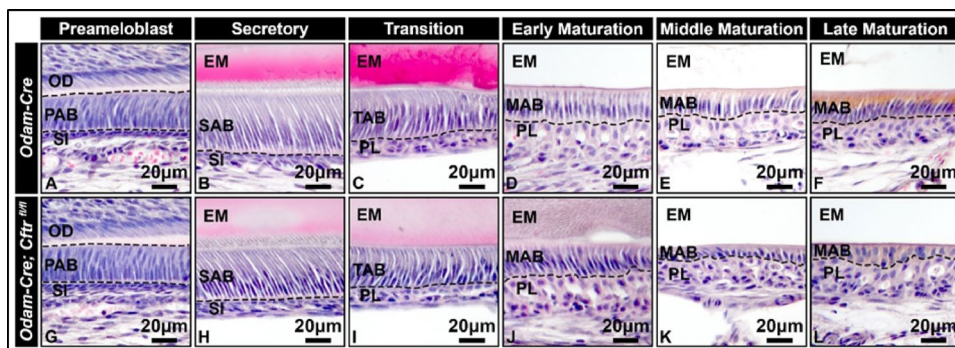 Preameloblast Secretory Transition Early Maturation Middle Maturation Late Maturation
Odam-Cre
OD
PAB
SI
20μm
A
EM
SAB
SI
20μm
B
EM
TAB
PL
20μm
C
EM
MAB
PL
20μm
D
EM
MAB
PL
20μm
E
EM
MAB
PL
20μm
F
Odam-Cre; Cftr fl/fl
OD
PAB
SI
20μm
G
EM
SAB
SI
20μm
H
EM
TAB
PL
20μm
I
EM
MAB
PL
20μm
J
EM
MAB
PL
20μm
K
EM
MAB
PL
20μm
L